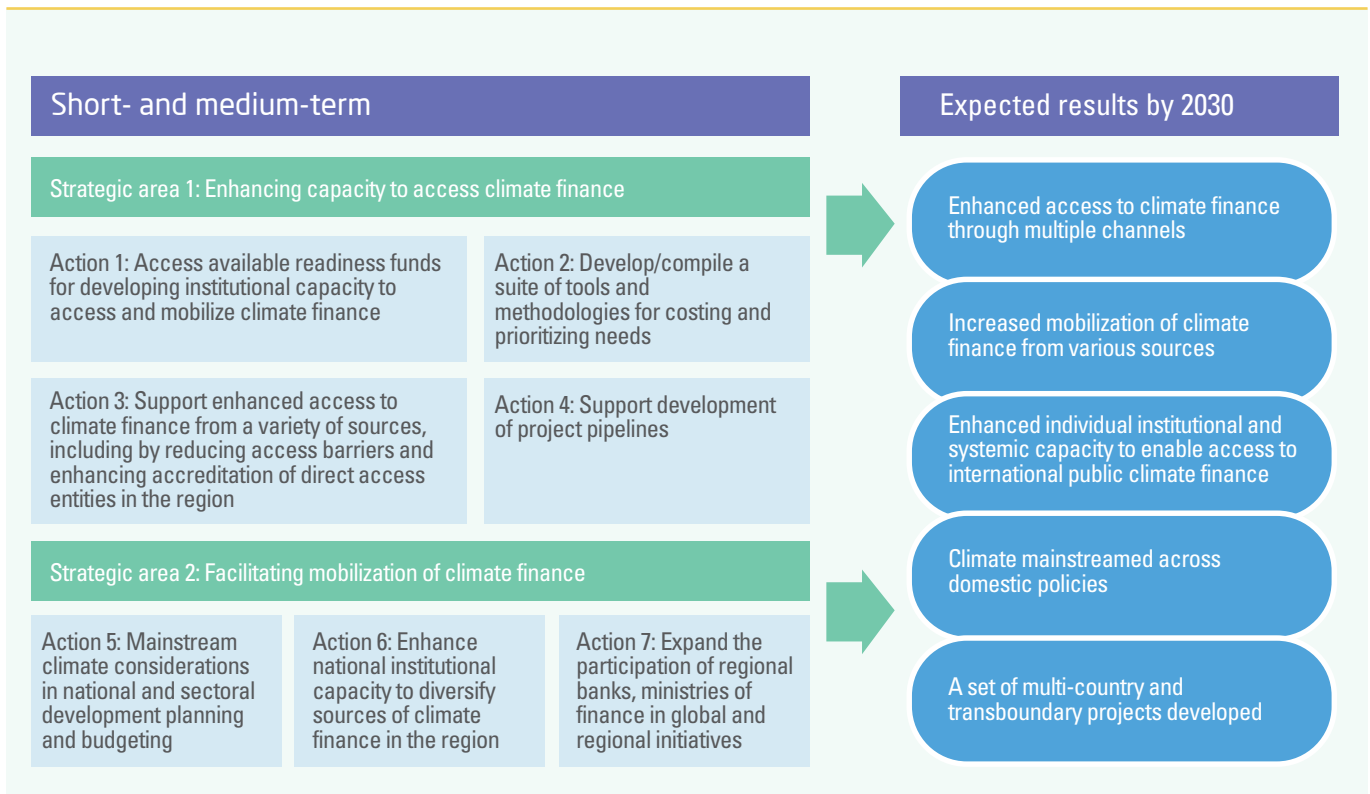 Short- and medium-term
Strategic area 1: Enhancing capacity to access climate finance
Action 1: Access available readiness funds
for developing institutional capacity to
access and mobilize climate finance
Action 2: Develop/compile a
suite of tools and
methodologies for costing and
prioritizing needs
Action 3: Support enhanced access to
climate finance from a variety of sources,
including by reducing access barriers and
enhancing accreditation of direct access
entities in the region
Action 4: Support development
of project pipelines
Strategic area 2: Facilitating mobilization of climate finance
Action 5: Mainstream
climate considerations
in national and sectoral
development planning
and budgeting
Action 6: Enhance
national institutional
capacity to diversify
sources of climate
finance in the region
Action 7: Expand the
participation of regional
banks, ministries of
finance in global and
regional initiatives
Expected results by 2030
Enhanced access to climate finance
through multiple channels
Increased mobilization of climate
finance from various sources
Enhanced individual institutional and
systemic capacity to enable access to
international public climate finance
Climate mainstreamed across
domestic policies
A set of multi-country and
transboundary projects developed